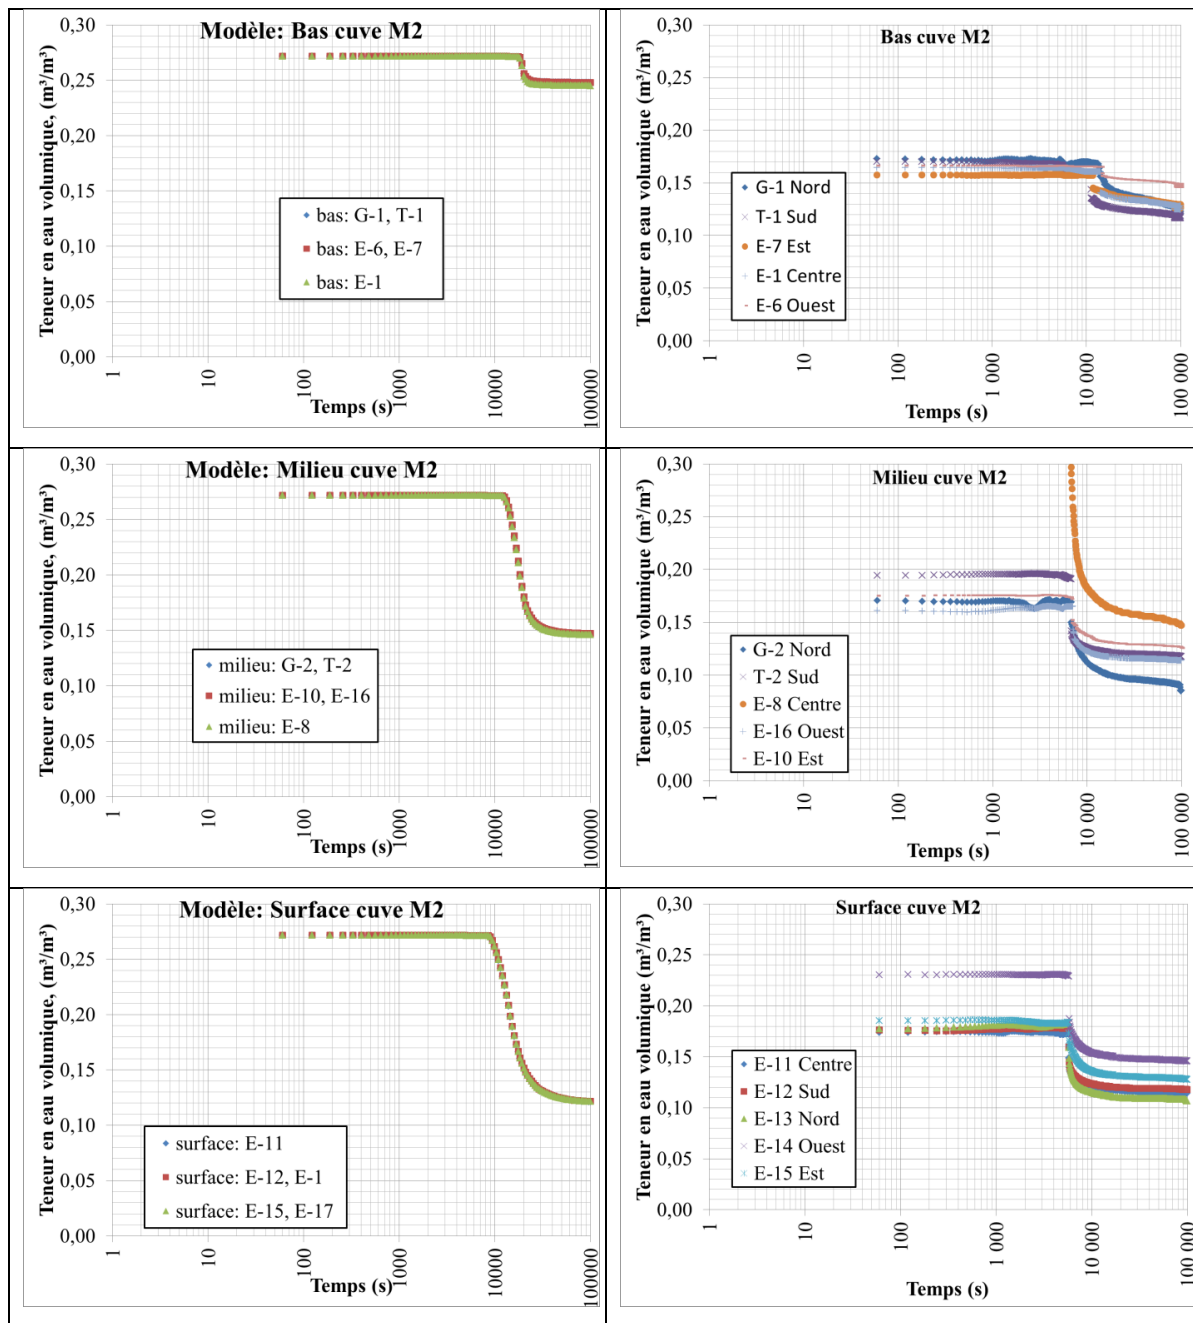 Modèle: Bas cuve M2
Teneur en eau volumique, (m³/m³)
0,30
0,25
0,20
0,15
0,10
0,05
0,00
bas: G-1, T-1
bas: E-6, E-7
bas: E-1
1
10
100
1000
10000
100000
Temps (s)
Bas cuve M2
Teneur en eau volumique (m³/m³)
0,30
0,25
0,20
0,15
0,10
0,05
0,00
G-1 Nord
T-1 Sud
E-7 Est
E-1 Centre
E-6 Ouest
1
10
100
1 000
10 000
100 000
Temps (s)
Modèle: Milieu cuve M2
Teneur en eau volumique, (m³/m³)
0,30
0,25
0,20
0,15
0,10
0,05
0,00
milieu: G-2, T-2
milieu: E-10, E-16
milieu: E-8
1
10
100
1000
10000
100000
Temps (s)
Milieu cuve M2
Teneur en eau volumique (m³/m³)
0,30
0,25
0,20
0,15
0,10
0,05
0,00
G-2 Nord
T-2 Sud
E-8 Centre
E-16 Ouest
E-10 Est
1
10
100
1 000
10 000
100 000
Temps (s)
Modèle: Surface cuve M2
Teneur en eau volumique, (m³/m³)
0,30
0,25
0,20
0,15
0,10
0,05
0,00
surface: E-11
surface: E-12, E-1
surface: E-15, E-17
1
10
100
1000
10000
100000
Temps (s)
Surface cuve M2
Teneur en eau volumique (m³/m³)
0,30
0,25
0,20
0,15
0,10
0,05
0,00
E-11 Centre
E-12 Sud
E-13 Nord
E-14 Ouest
E-15 Est
1
10
100
1 000
10 000
100 000
Temps (s)